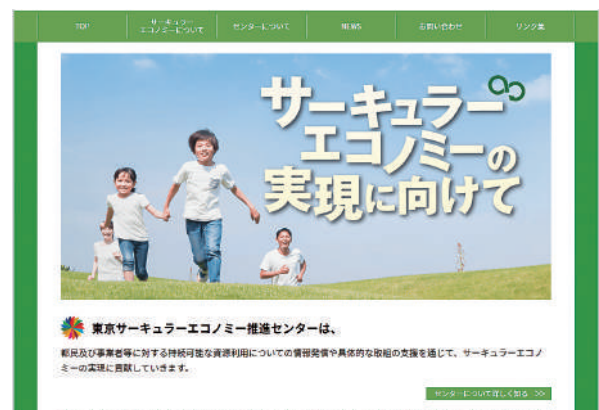 TOP
サーキュラー
エコノミーについて
センターについて
NEWS
お問い合わせ
リンク集
サーキュラー
エコノミーの
実現に向けて
東京サーキュラーエコノミー推進センターは、
都民及び事業者等に対する持続可能な資源利用についての情報発信や具体的な取組の支援を通じて、サーキュラーエコノ
ミーの実現に貢献していきます。
センターについて詳しく知る >>